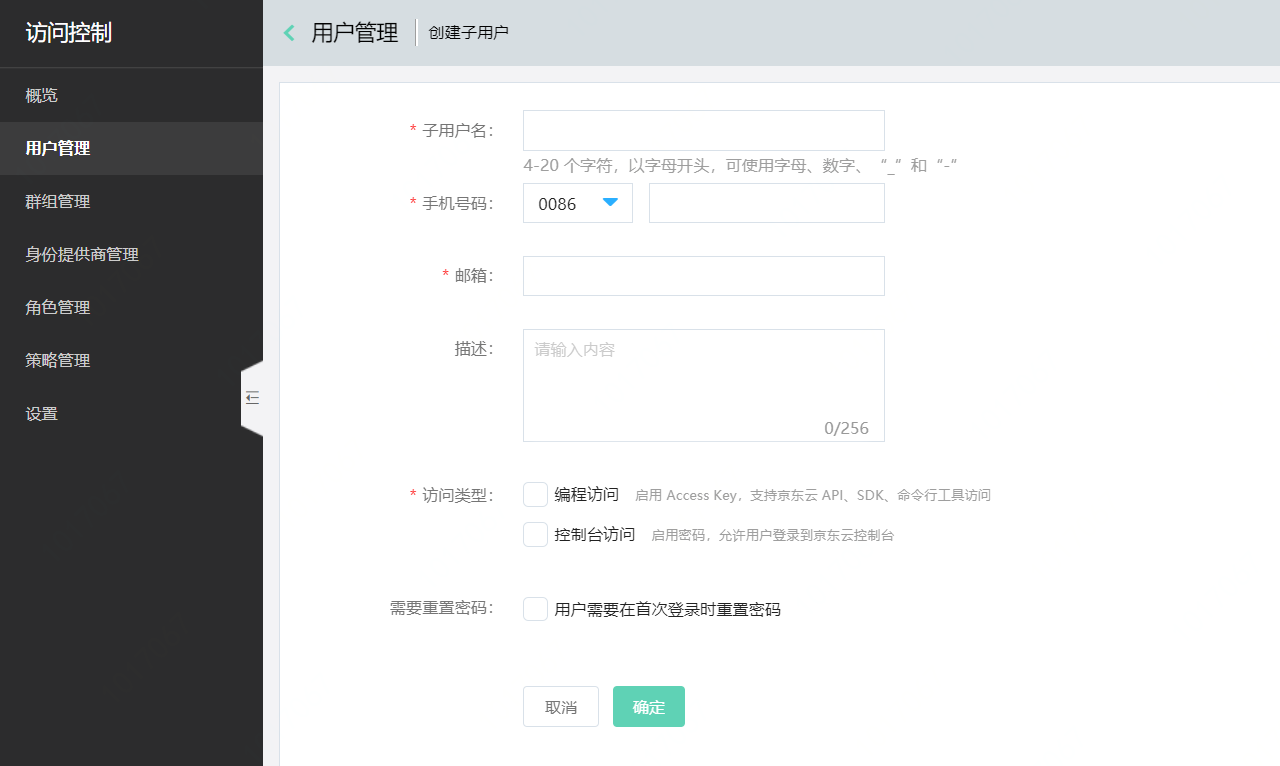 访问控制
概览
用户管理
群组管理
身份提供商管理
角色管理
策略管理
设置
用户管理 创建子用户
* 子用户名:
4-20 个字符，以字母开头，可使用字母、数字、“_“ 和 “-“
* 手机号码: 0086
* 邮箱:
描述: 请输入内容
0/256
* 访问类型: 编程访问 启用 Access Key，支持京东云 API、SDK、命令行工具访问
控制台访问 启用密码，允许用户登录到京东云控制台
需要重置密码: 用户需要在首次登录时重置密码
取消 确定